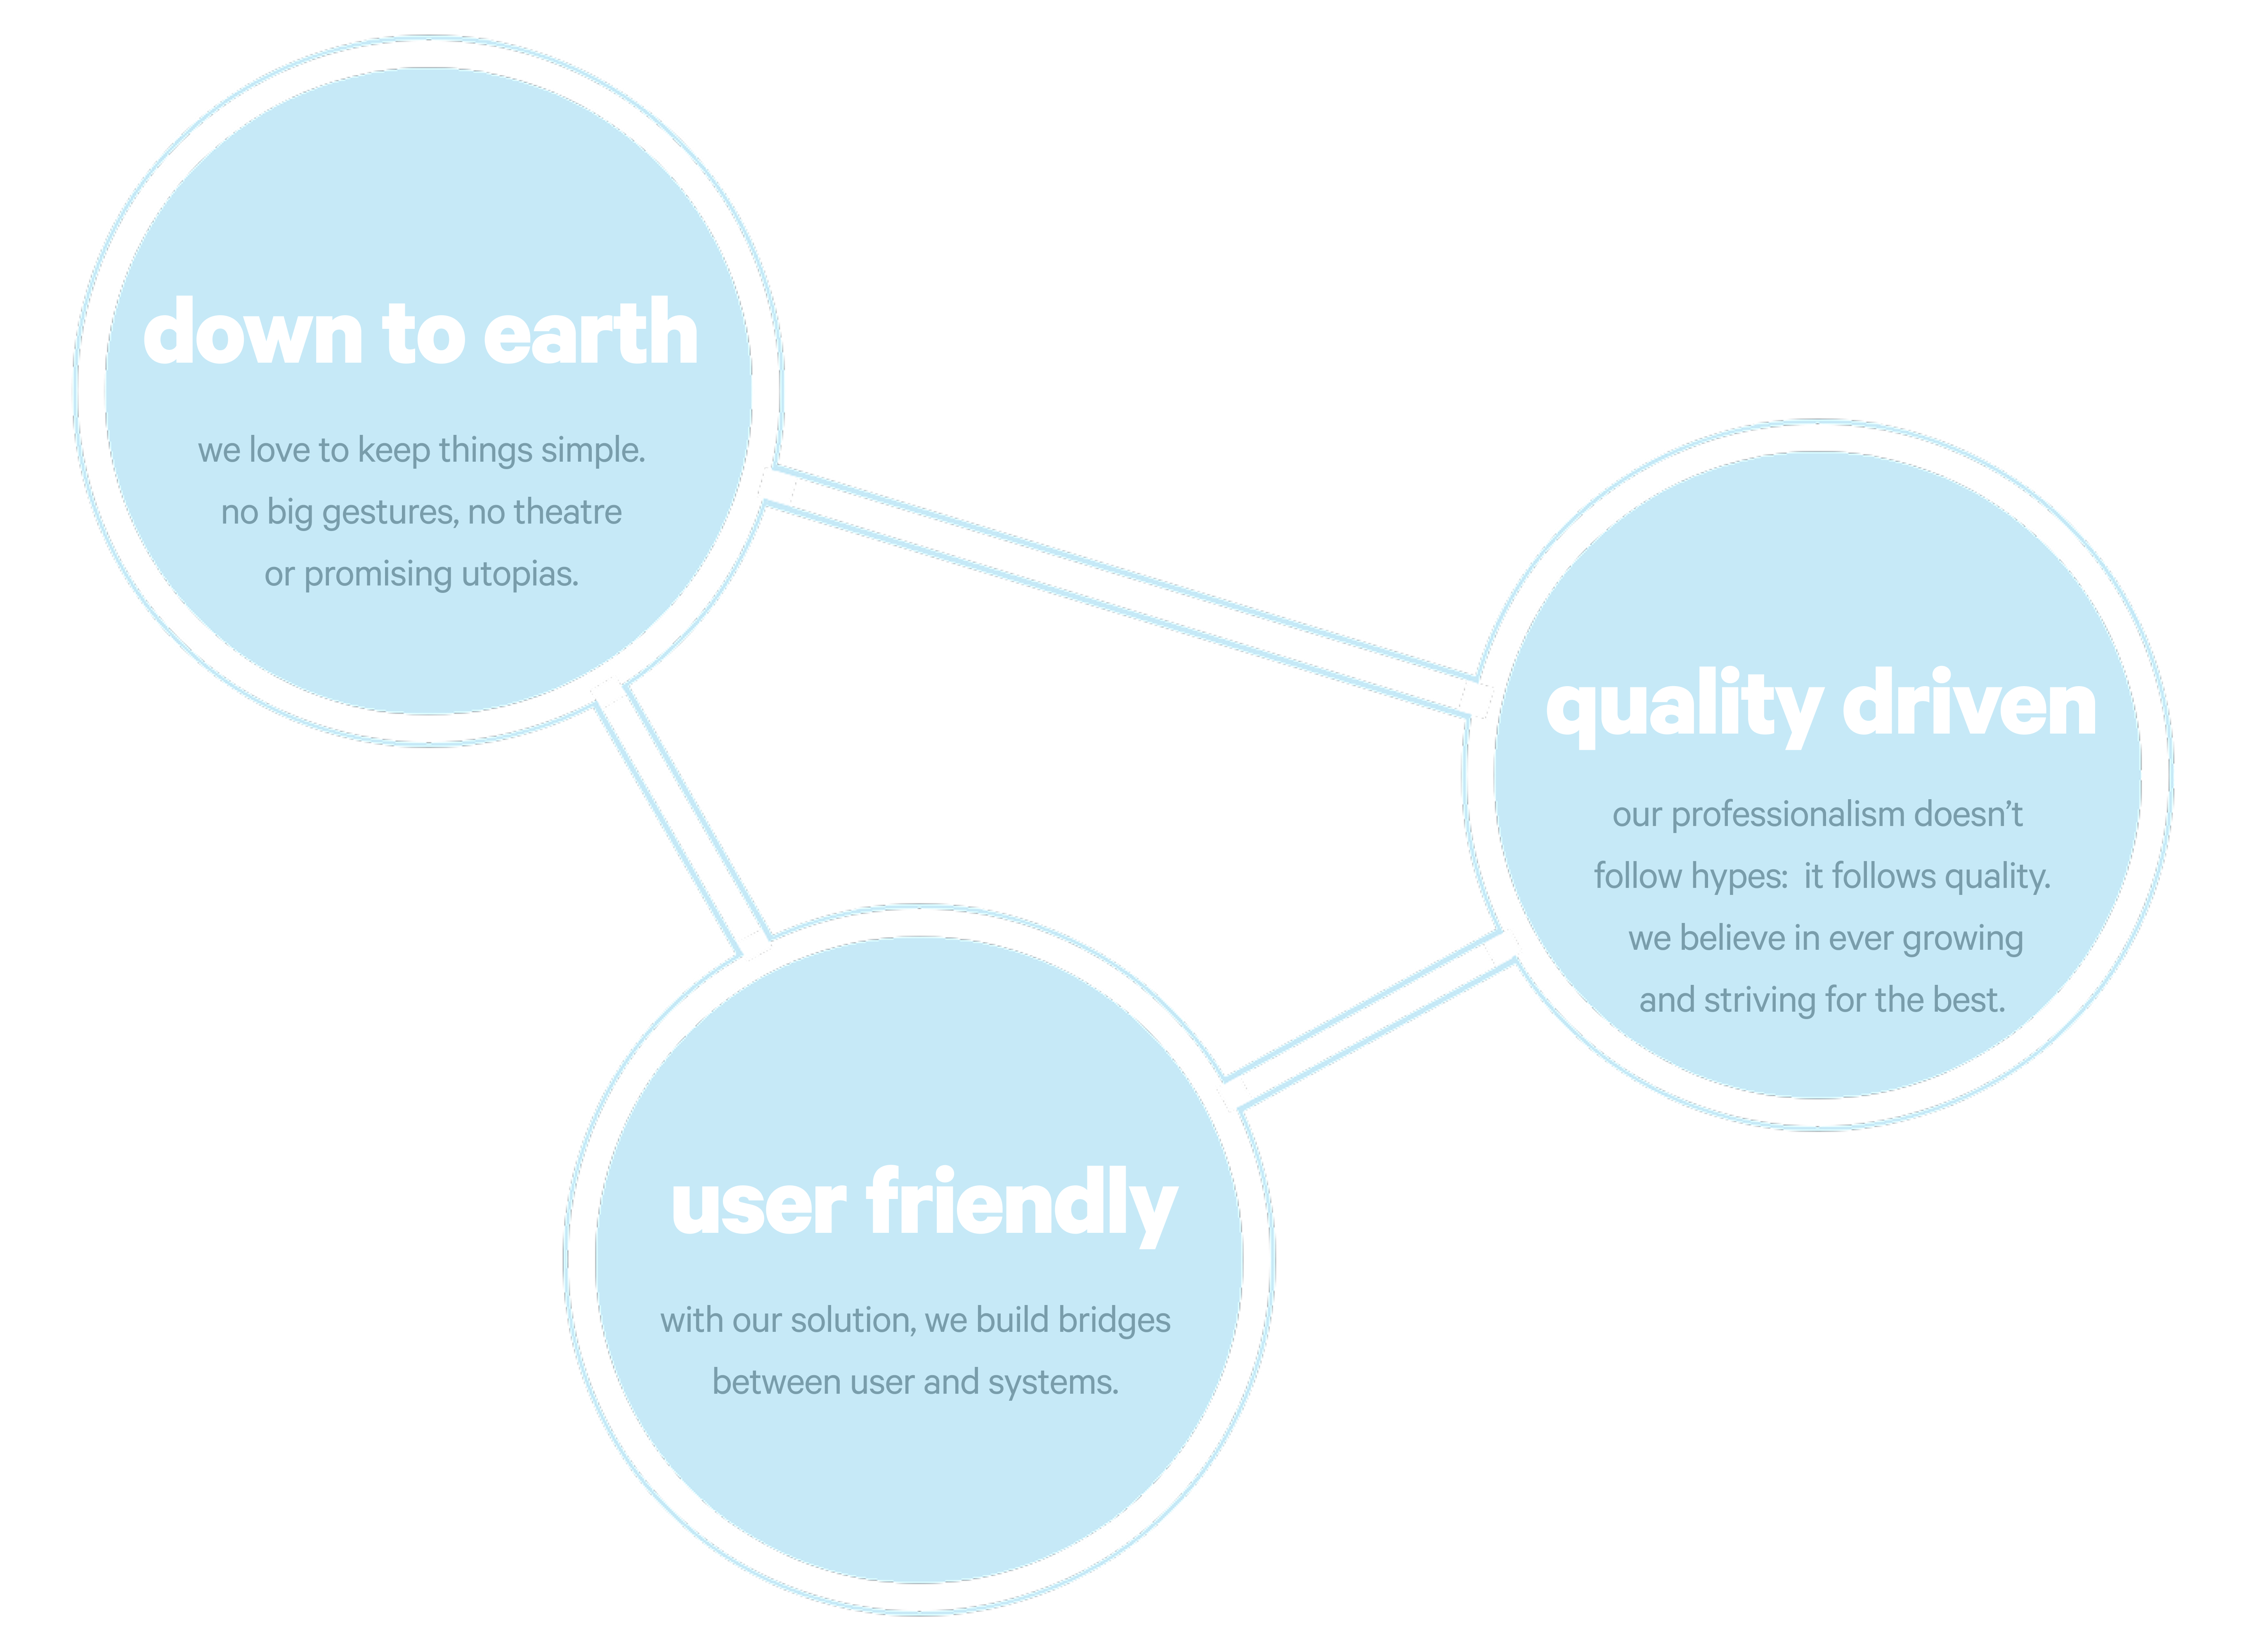 down to earth
we love to keep things simple.
no big gestures, no theatre
or promising utopias.
quality driven
our professionalism doesn’t
follow hypes:  it follows quality.
we believe in ever growing
and striving for the best.
user friendly
with our solution, we build bridges
between user and systems.